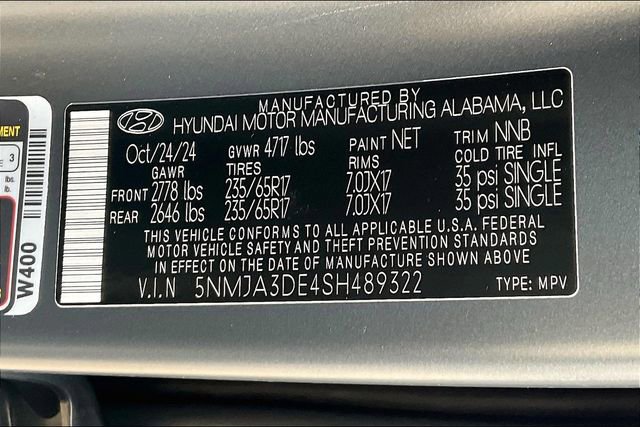 MANUFACTURED BY
HYUNDAI MOTOR MANUFACTURING ALABAMA, LLC
Oct/24/24 GVWR 4717 lbs PAINT NET TRIM NNB
GAWR TIRES RIMS COLD TIRE INFL
FRONT 2778 lbs 235/65R17 7.0JX17 35 psi SINGLE
REAR 2646 lbs 235/65R17 7.0JX17 35 psi SINGLE
THIS VEHICLE CONFORMS TO ALL APPLICABLE U.S.A. FEDERAL
MOTOR VEHICLE SAFETY AND THEFT PREVENTION STANDARDS
IN EFFECT ON THE DATE OF MANUFACTURE SHOWN ABOVE
V.I.N 5NMJA3DE4SH489322 TYPE: MPV
W400
3
lbs.
lb.